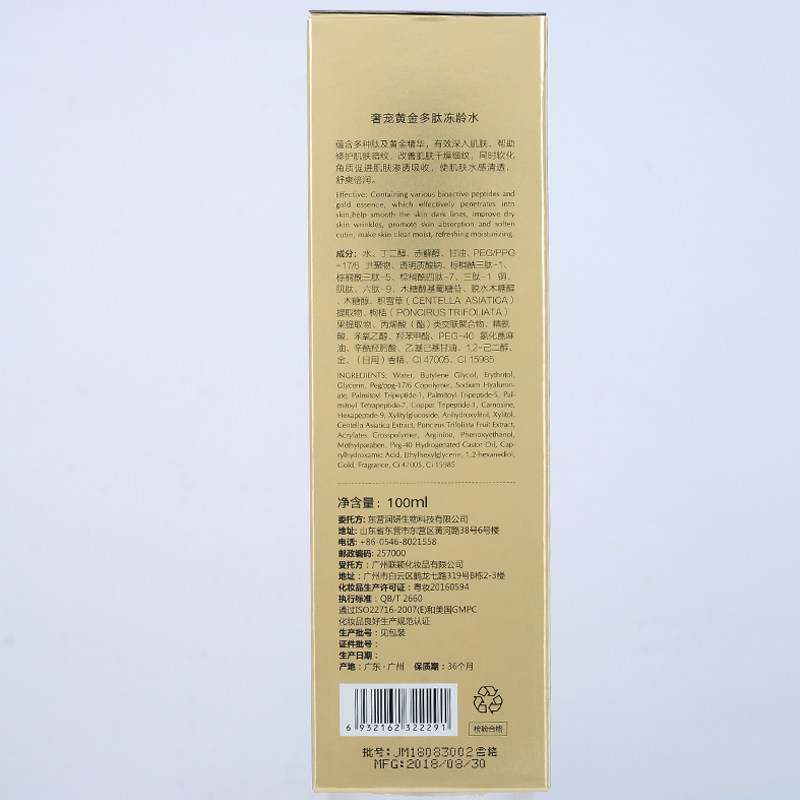 奢宠黄金多肽冻龄水
蕴含多种肽及黄金精华，有效深入肌肤，帮助
修护肌肤暗纹，改善肌肤干燥细纹，同时软化
角质促进肌肤渗透吸收，使肌肤水感清透，
舒爽倍润。
Effective: Containing various bioactive peptides and
gold essence, which effectively penetrates into
skin,help smooth the skin dark lines, improve dry
skin wrinkles, promote skin absorption and soften
cutin, make skin clear moist, refreshing moisturizing.
成分：水、丁二醇、赤藓醇、甘油、PEG/PPG
-17/6 共聚物、透明质酸钠、棕榈酰三肽-1、
棕榈酰三肽-5、棕榈酰四肽-7、三肽-1 铜、
肌肽、六肽-9、木糖醇基葡糖苷、脱水木糖醇
、木糖醇、积雪草（CENTELLA ASIATICA）
提取物、枸桔（PONCIRUS TRIFOLIATA）
果提取物、丙烯酸（酯）类交联聚合物、精氨
酸、苯氧乙醇、羟苯甲酯、PEG-40 氢化蓖麻
油、辛酰羟肟酸、乙基己基甘油、1,2-己二醇、
金、（日用）香精、CI 47005、CI 15985
INGREDIENTS: Water, Butylene Glycol, Erythritol,
Glycerin, Peg/ppg-17/6 Copolymer, Sodium Hyaluron-
ate, Palmitoyl Tripeptide-1, Palmitoyl Tripeptide-5, Pal-
mitoyl Tetrapeptide-7, Copper Tripeptide-1, Carnosine,
Hexapeptide-9, Xylitylglucoside, Anhydroxylitol, Xylitol,
Centella Asiatica Extract, Poncirus Trifoliata Fruit Extract,
Acrylates Crosspolymer, Arginine, Phenoxyethanol,
Methylparaben, Peg-40 Hydrogenated Castor Oil, Cap-
rylhydroxamic Acid, Ethylhexylglycerin, 1,2-hexanediol,
Gold, Fragrance, Ci 47005, Ci 15985
净含量：100ml
委托方：东营润妍生物科技有限公司
地址：山东省东营市东营区黄河路38号6号楼
电话：+86-0546-8021558
邮政编码：257000
受托方：广州联颖化妆品有限公司
地址：广州市白云区鹤龙七路319号B栋2-3楼
化妆品生产许可证：粤妆20160594
执行标准：QB/T 2660
通过ISO22716-2007(E)和美国GMPC
化妆品良好生产规范认证
生产批号：见包装
证件批号：
生产日期：
产地：广东·广州 保质期：36个月
6 932162 322291
检验合格
批号:JM18083002合格
MFG:2018/08/30